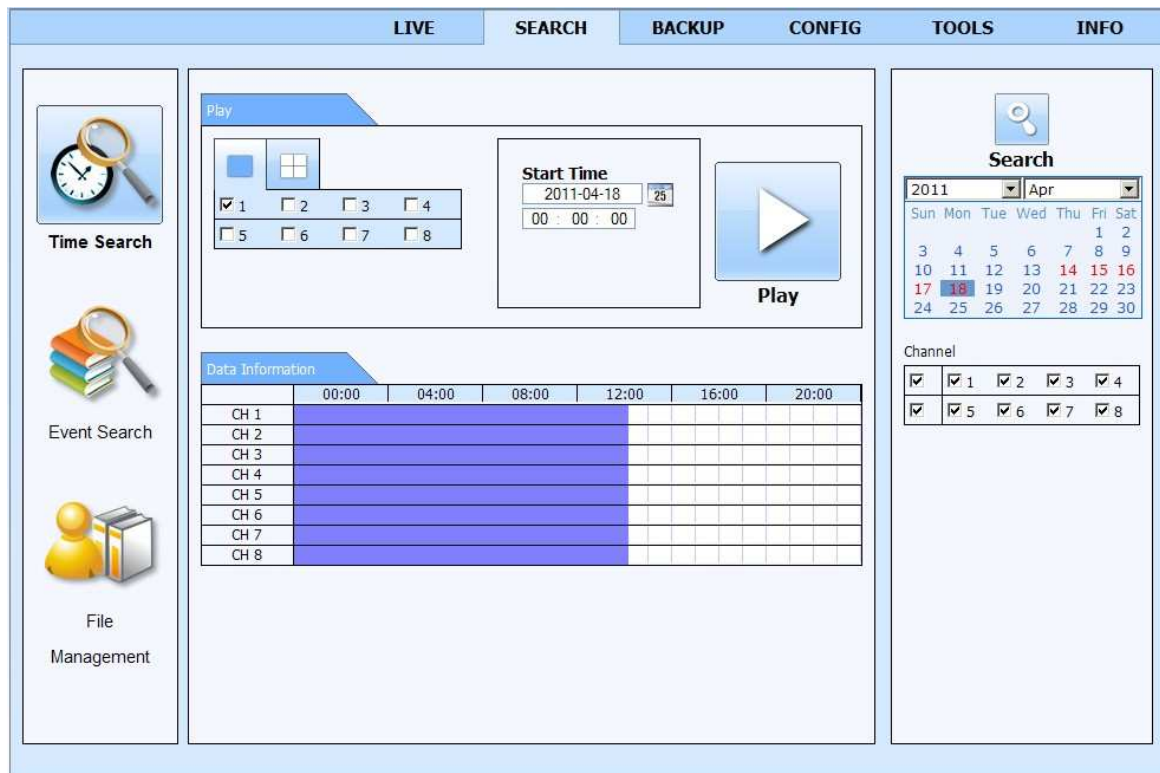 LIVE SEARCH BACKUP CONFIG TOOLS INFO
Time Search
Event Search
File
Management
Play
1 2 3 4
5 6 7 8
Start Time
2011-04-18 25
00 : 00 : 00
Play
Data Information
00:00 04:00 08:00 12:00 16:00 20:00
CH 1
CH 2
CH 3
CH 4
CH 5
CH 6
CH 7
CH 8
Search
2011 Apr
Sun Mon Tue Wed Thu Fri Sat
1 2
3 4 5 6 7 8 9
10 11 12 13 14 15 16
17 18 19 20 21 22 23
24 25 26 27 28 29 30
Channel
1 2 3 4
5 6 7 8